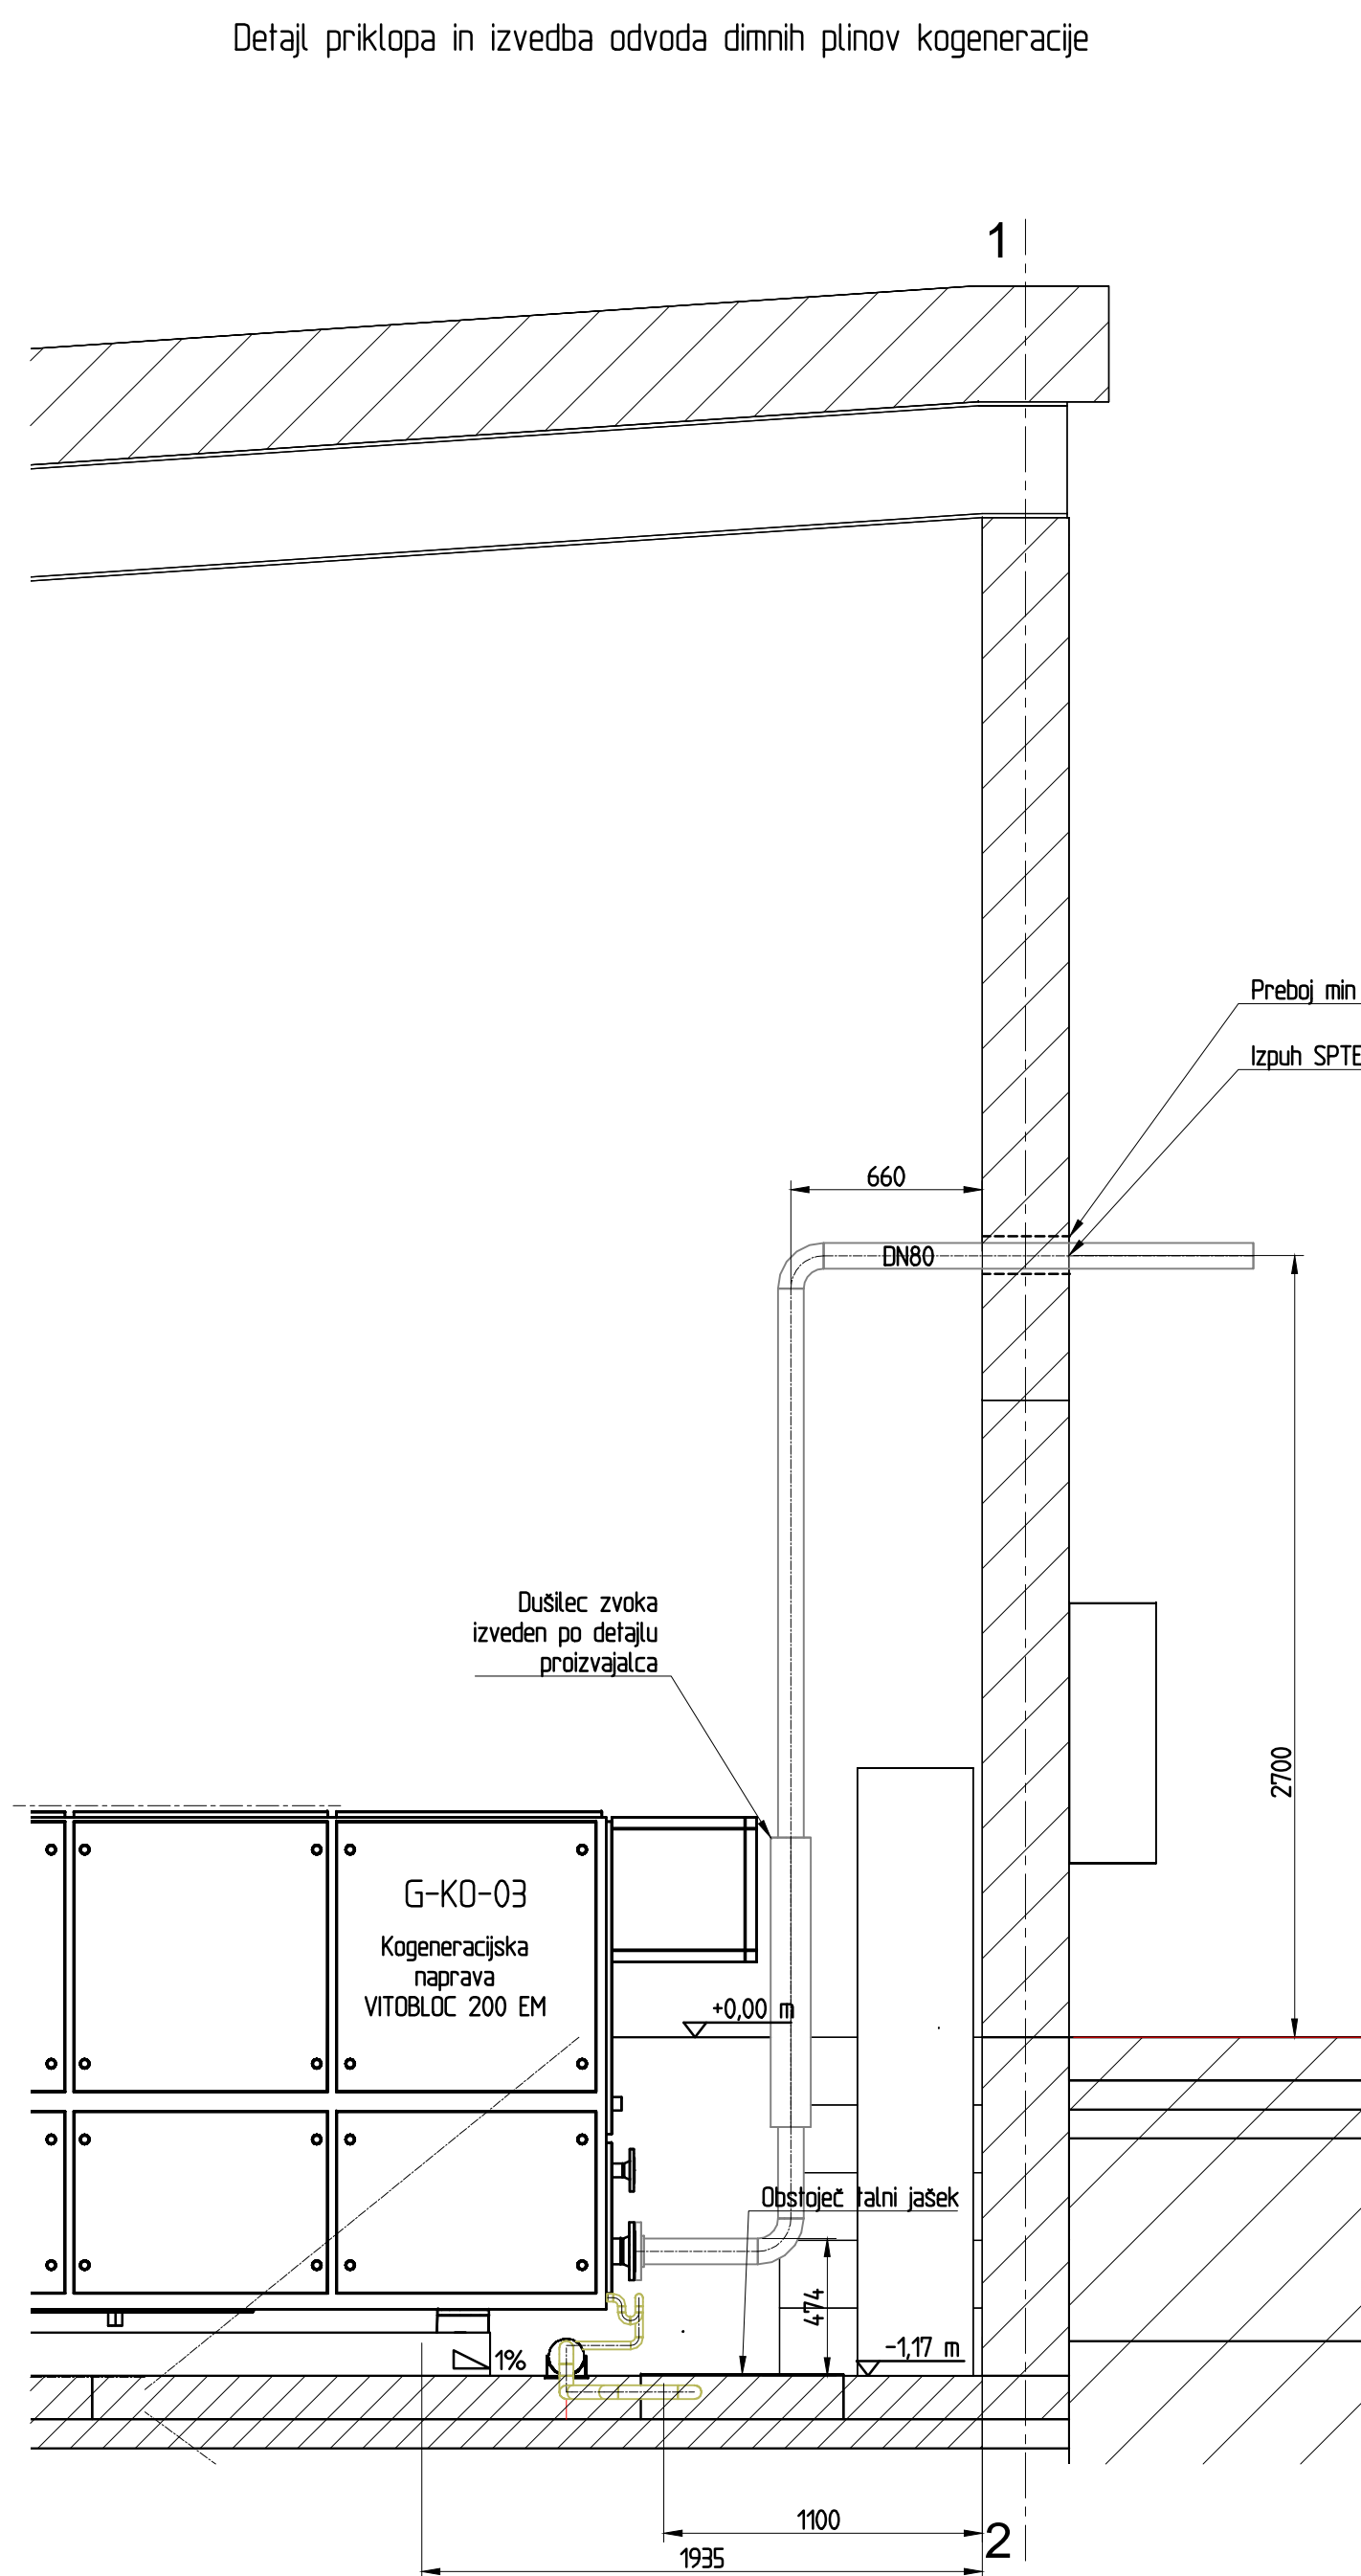 Detajl priklopa in izvedba odvoda dimnih plinov kogeneracije
1
Preboj min
Izpuh SPTE
660
DN80
2700
Dušilec zvoka
izveden po detajlu
proizvajalca
G-KO-03
Kogeneracijska
naprava
VITOBLOC 200 EM
+0,00 m
Obstoječ talni jašek
474
-1,17 m
1%
1100
2
1935